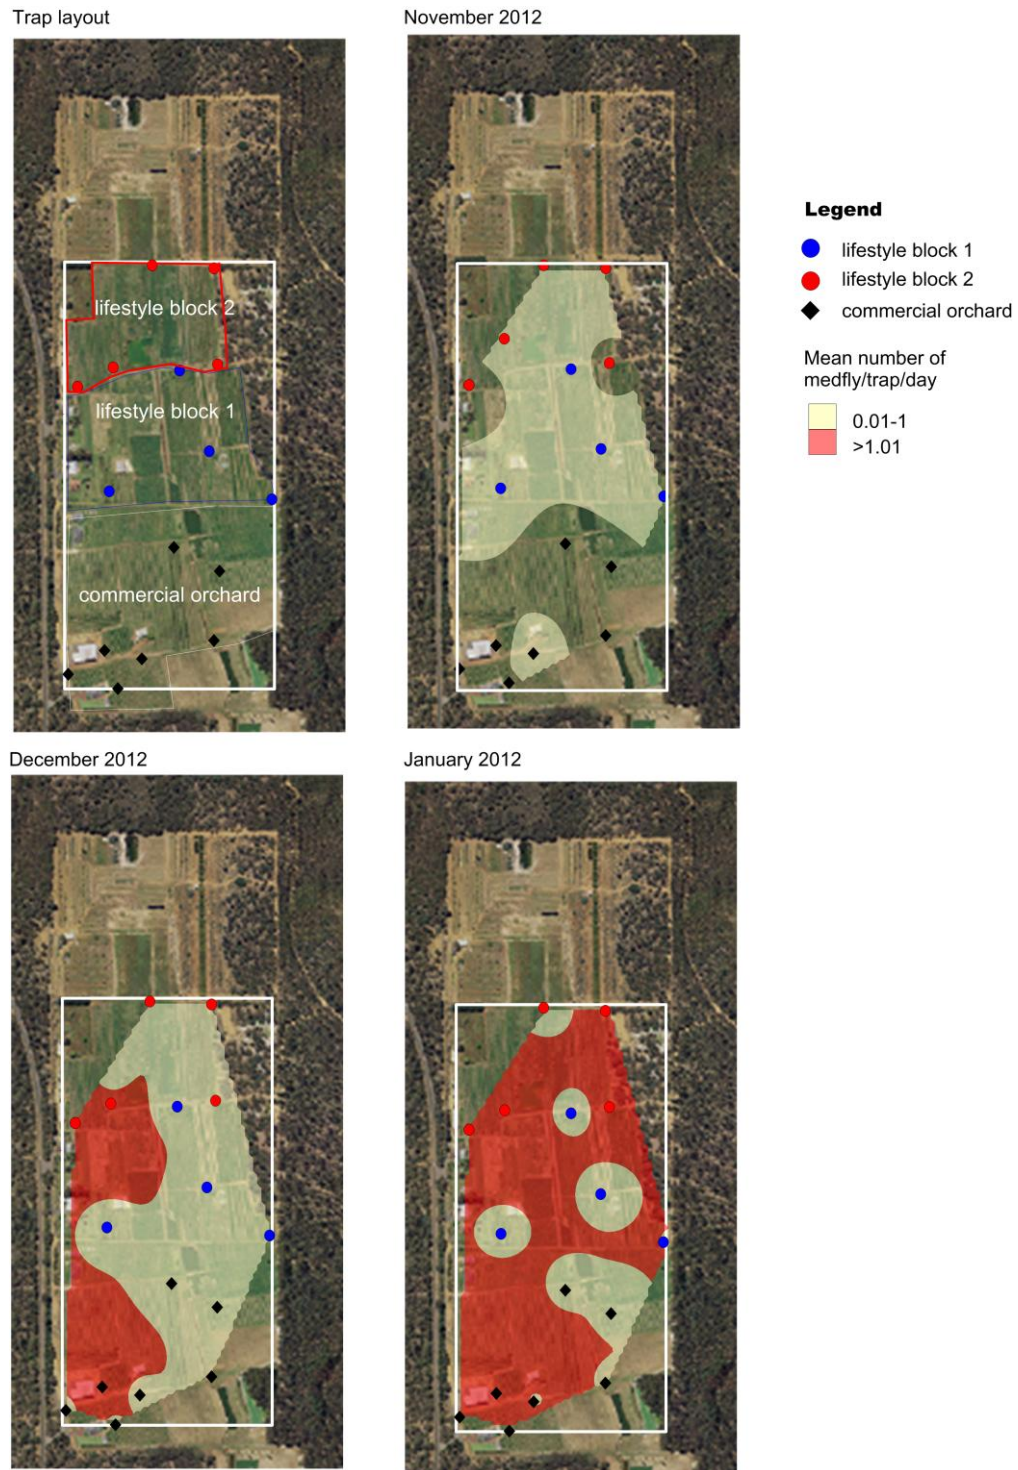 Trap layout
November 2012
lifestyle block 2
lifestyle block 1
commercial orchard
Legend
lifestyle block 1
lifestyle block 2
commercial orchard
Mean number of
medfly/trap/day
0.01-1
>1.01
December 2012
January 2012